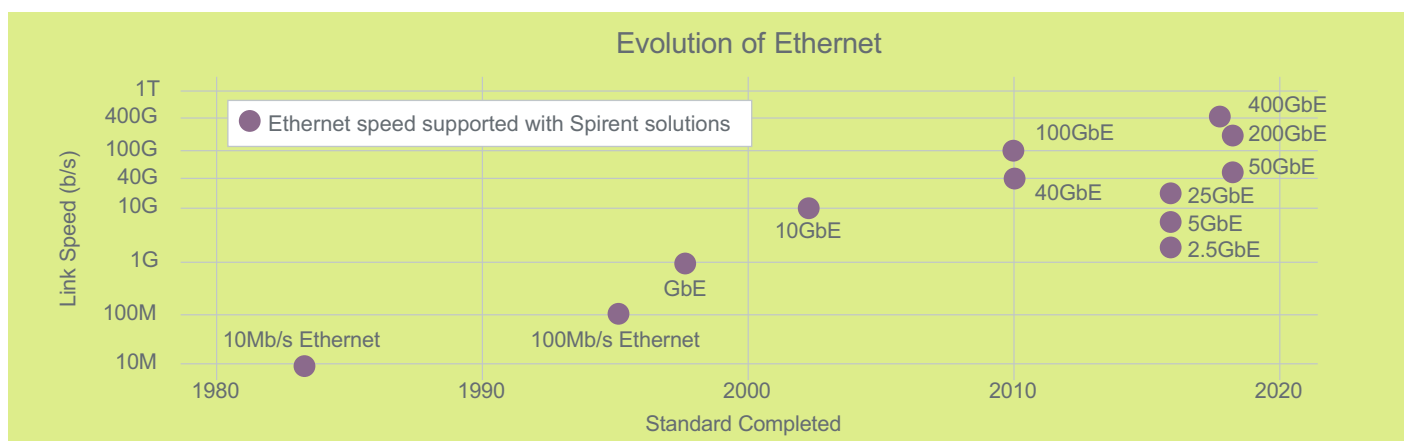 Evolution of Ethernet
Link Speed (b/s)
1T
400G
100G
40G
10G
1G
100M
10M
Ethernet speed supported with Spirent solutions
10Mb/s Ethernet
100Mb/s Ethernet
GbE
10GbE
100GbE
40GbE
400GbE
200GbE
50GbE
25GbE
5GbE
2.5GbE
1980 1990 2000 2010 2020
Standard Completed